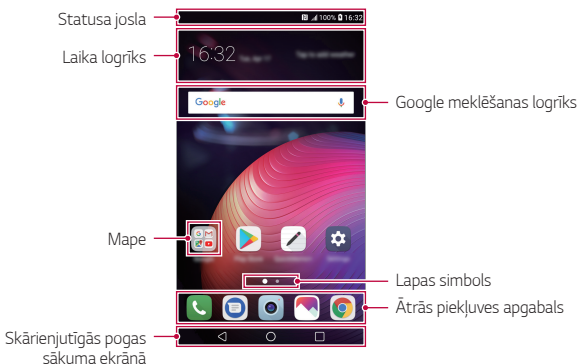 Statusa josla
100% 16:32
Laika logrīks
16:32
Google
Google meklēšanas logrīks
Mape
Lapas simbols
Ātrās piekļuves apgabals
Skārienjutīgās pogas
sākuma ekrānā